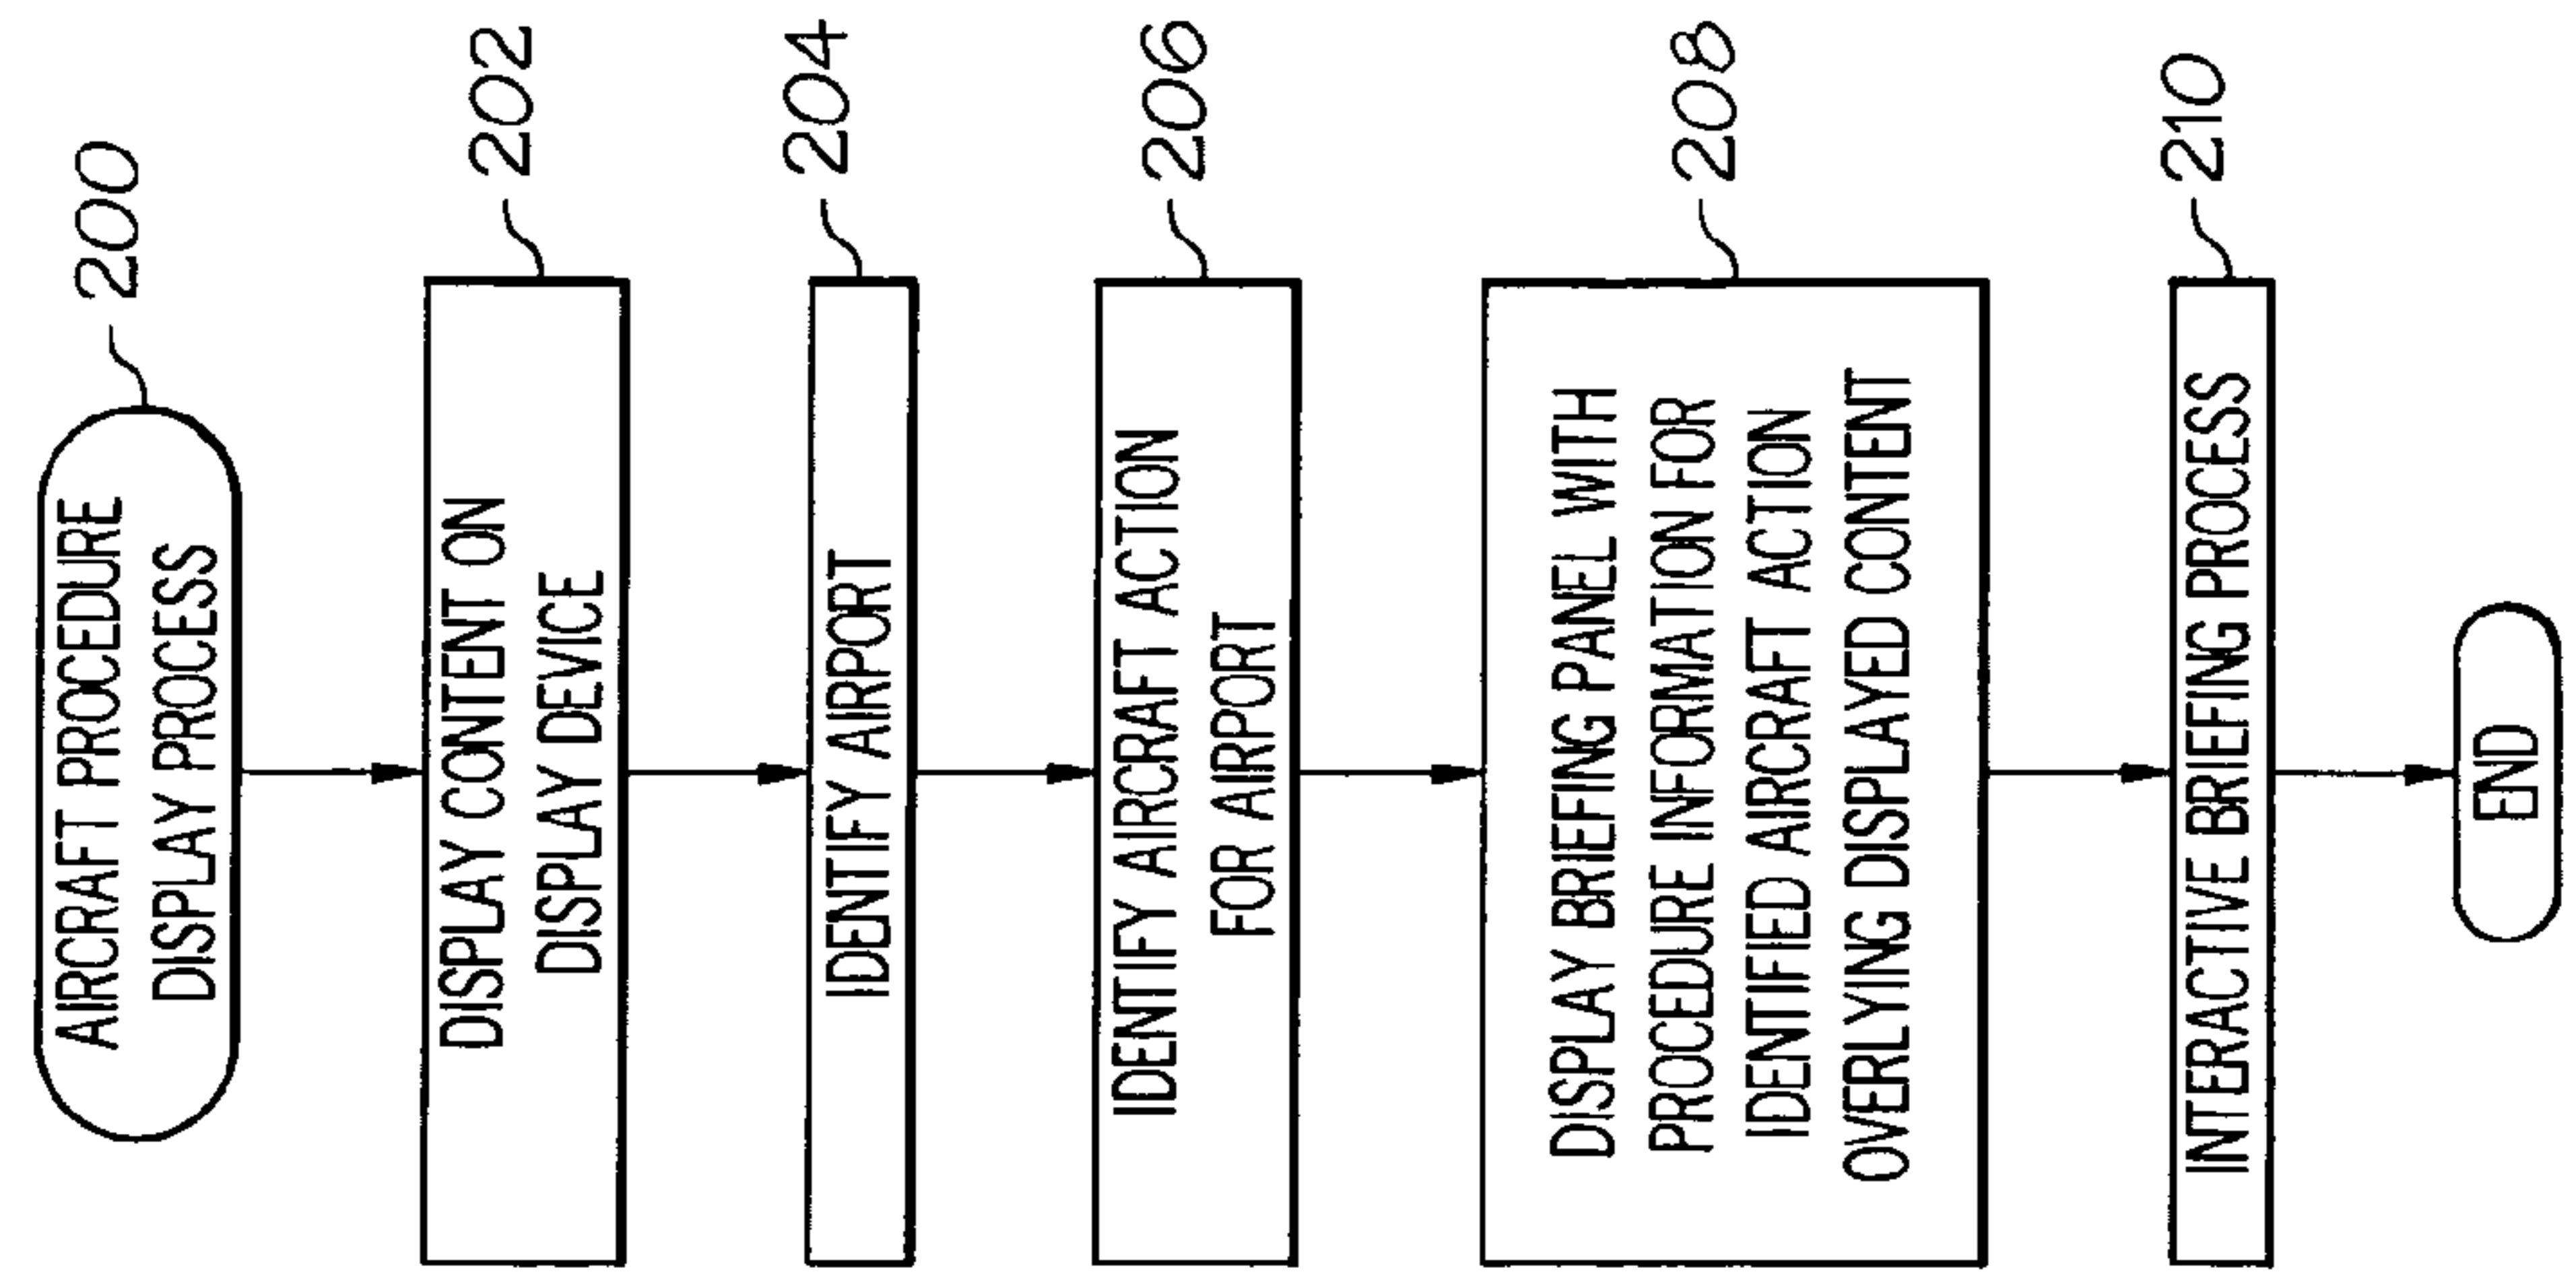 AIRCRAFT PROCEDURE
DISPLAY PROCESS
200
DISPLAY CONTENT ON
DISPLAY DEVICE
202
IDENTIFY AIRPORT
204
IDENTIFY AIRCRAFT ACTION
FOR AIRPORT
206
DISPLAY BRIEFING PANEL WITH
PROCEDURE INFORMATION FOR
IDENTIFIED AIRCRAFT ACTION
OVERLYING DISPLAYED CONTENT
208
INTERACTIVE BRIEFING PROCESS
210
END